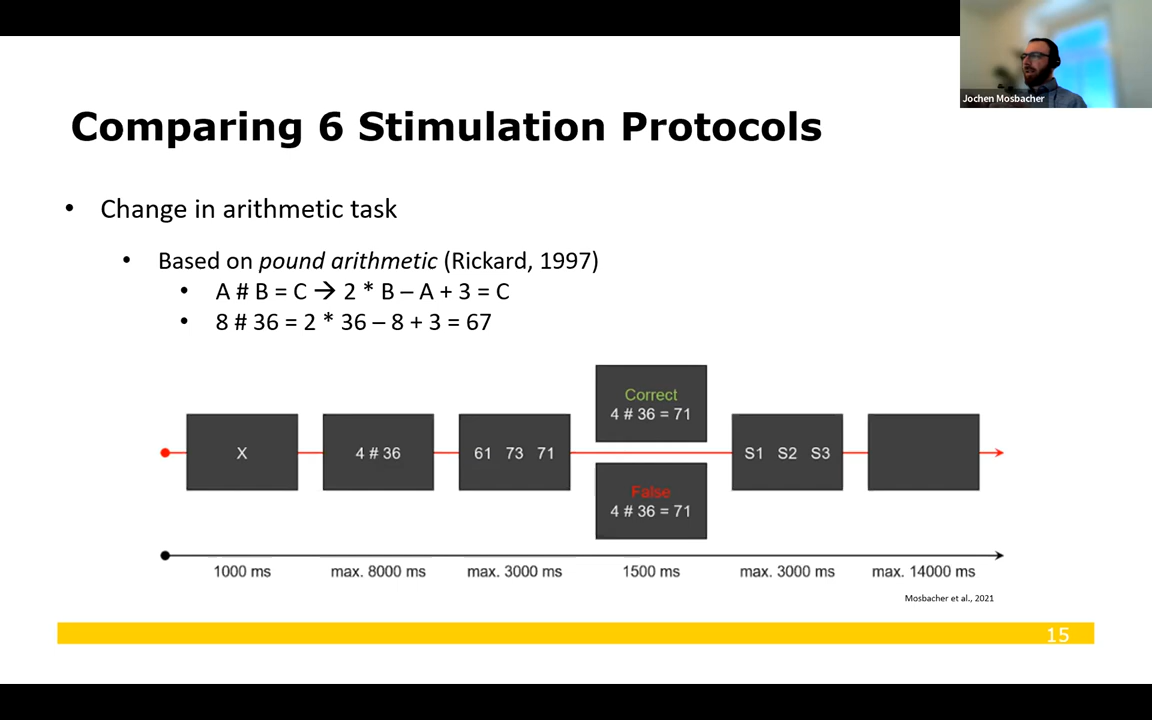 Jochen Mosbacher
Comparing 6 Stimulation Protocols
• Change in arithmetic task
• Based on pound arithmetic (Rickard, 1997)
• A # B = C → 2 * B – A + 3 = C
• 8 # 36 = 2 * 36 – 8 + 3 = 67
X
4 # 36
61 73 71
Correct
4 # 36 = 71
False
4 # 36 = 71
S1 S2 S3
1000 ms
max. 8000 ms
max. 3000 ms
1500 ms
max. 3000 ms
max. 14000 ms
Mosbacher et al., 2021
15